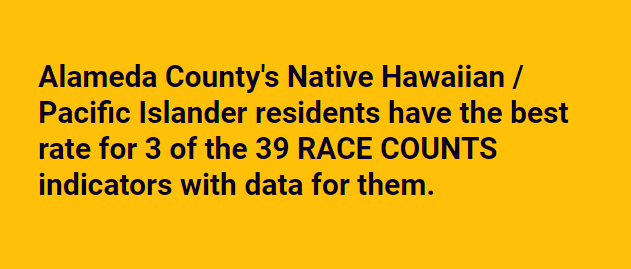 Alameda County's Native Hawaiian /
Pacific Islander residents have the best
rate for 3 of the 39 RACE COUNTS
indicators with data for them.